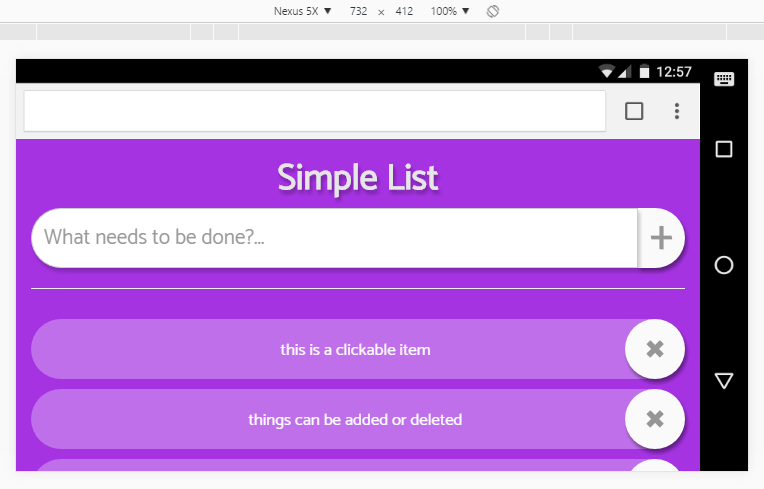 Nexus 5X ▼ 732 × 412 100% ▼
12:57
Simple List
What needs to be done?...
this is a clickable item
things can be added or deleted